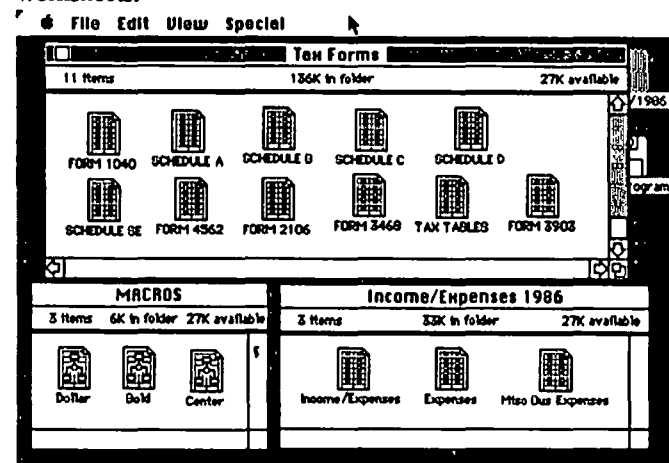 File Edit View Special
Tax Forms
11 items 136K in folder 27K available
/1986
FORM 1040 SCHEDULE A SCHEDULE B SCHEDULE C SCHEDULE D
ogram
SCHEDULE SE FORM 4562 FORM 2106 FORM 3468 TAX TABLES FORM 3903
MACROS
3 items 6K in folder 27K available
Dollar Bold Center
Income/Expenses 1986
3 items 33K in folder 27K available
Income/Expenses Expenses Misc Bus Expenses